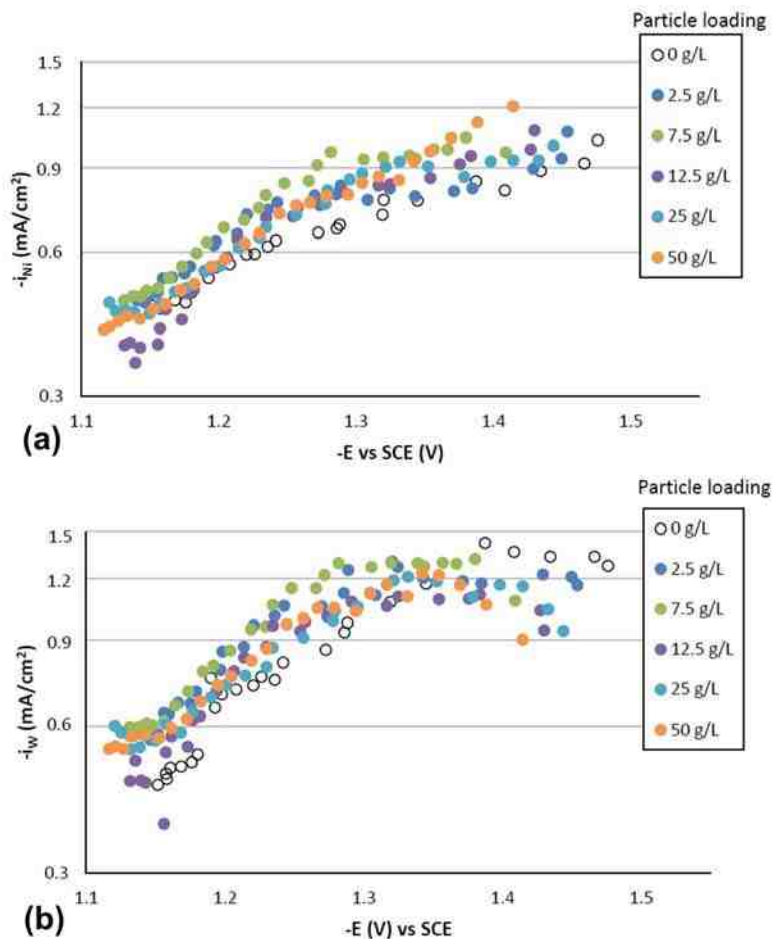 Particle loading
0 g/L
2.5 g/L
7.5 g/L
12.5 g/L
25 g/L
50 g/L
1.5
1.2
0.9
0.6
0.3
-i_Ni (mA/cm²)
1.1 1.2 1.3 1.4 1.5
-E vs SCE (V)
(a)
Particle loading
0 g/L
2.5 g/L
7.5 g/L
12.5 g/L
25 g/L
50 g/L
1.5
1.2
0.9
0.6
0.3
-i_W (mA/cm²)
1.1 1.2 1.3 1.4 1.5
-E (V) vs SCE
(b)